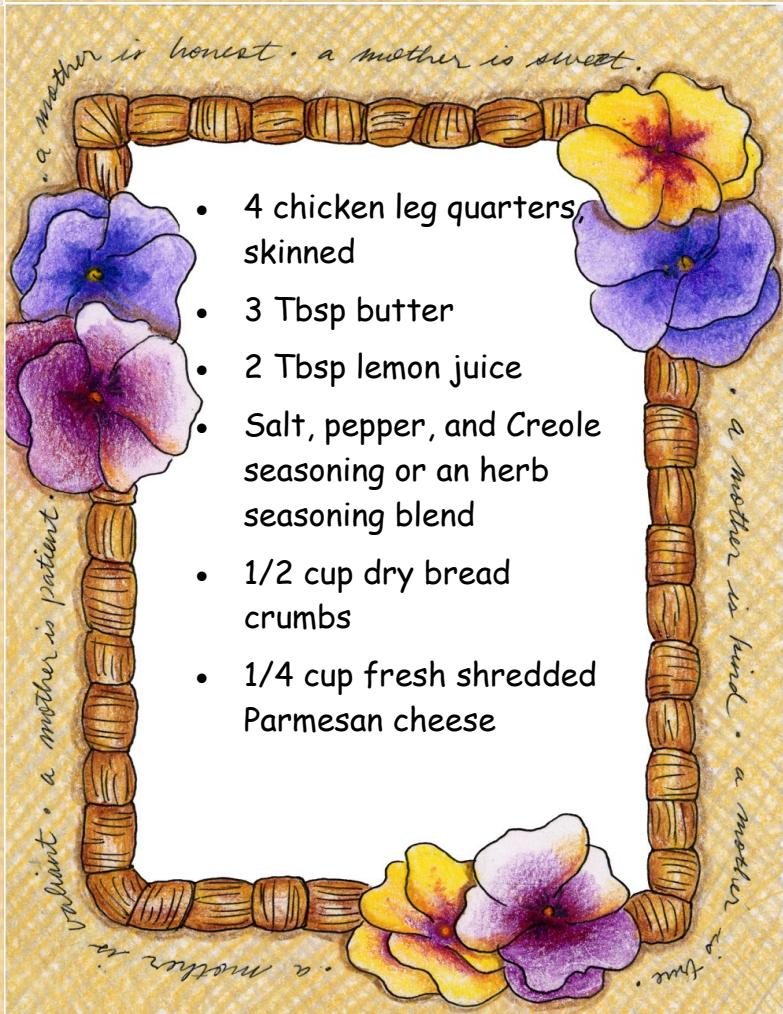 a mother is honest. a mother is sweet.
• 4 chicken leg quarters,
skinned
• 3 Tbsp butter
• 2 Tbsp lemon juice
• Salt, pepper, and Creole
seasoning or an herb
seasoning blend
• 1/2 cup dry bread
crumbs
• 1/4 cup fresh shredded
Parmesan cheese
. a mother is kind. a mother is true.
. a mother is valiant. a mother is patient.